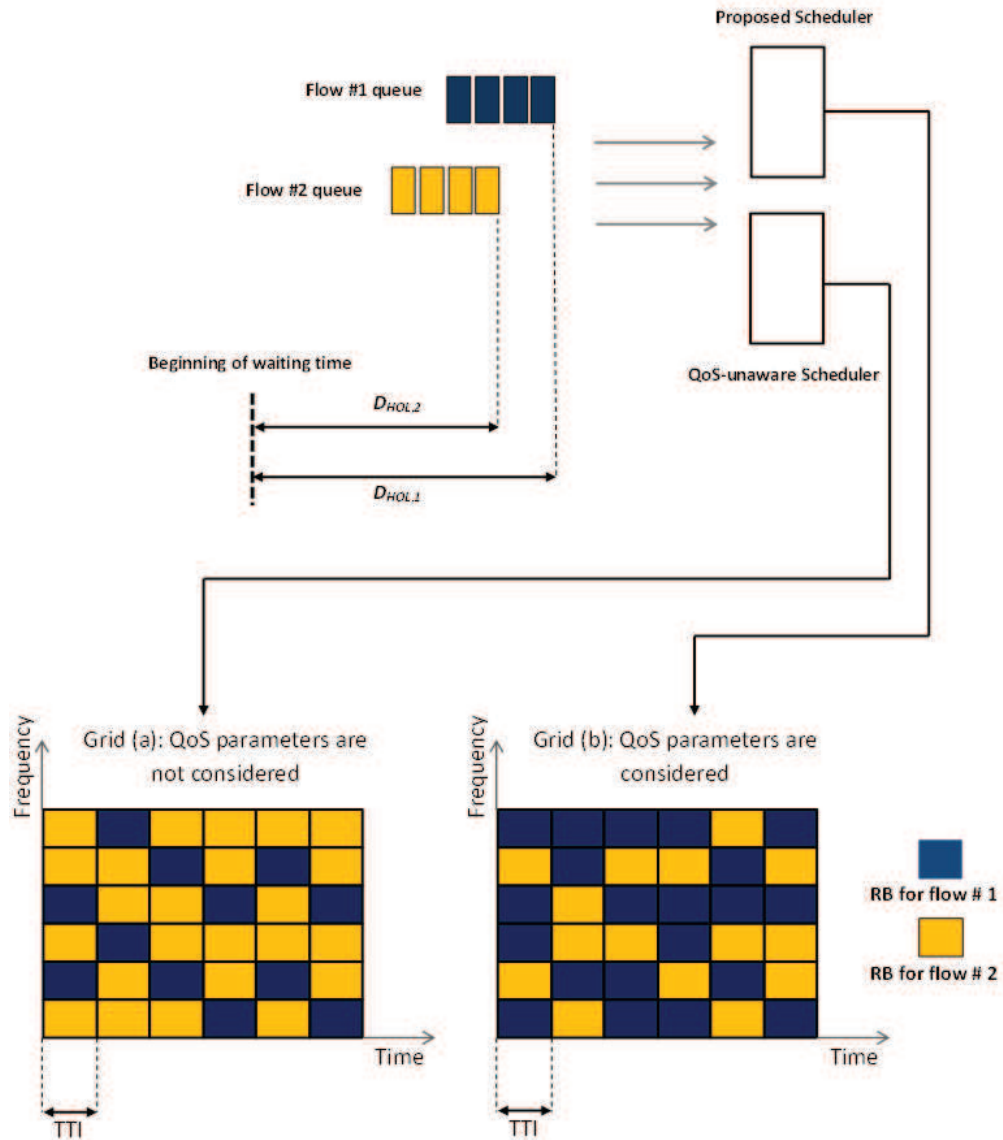 Proposed Scheduler
Flow #1 queue
Flow #2 queue
Beginning of waiting time
QoS-unaware Scheduler
DHOL,2
DHOL,1
Frequency
Grid (a): QoS parameters are
not considered
Time
TTI
Frequency
Grid (b): QoS parameters are
considered
Time
TTI
RB for flow # 1
RB for flow # 2